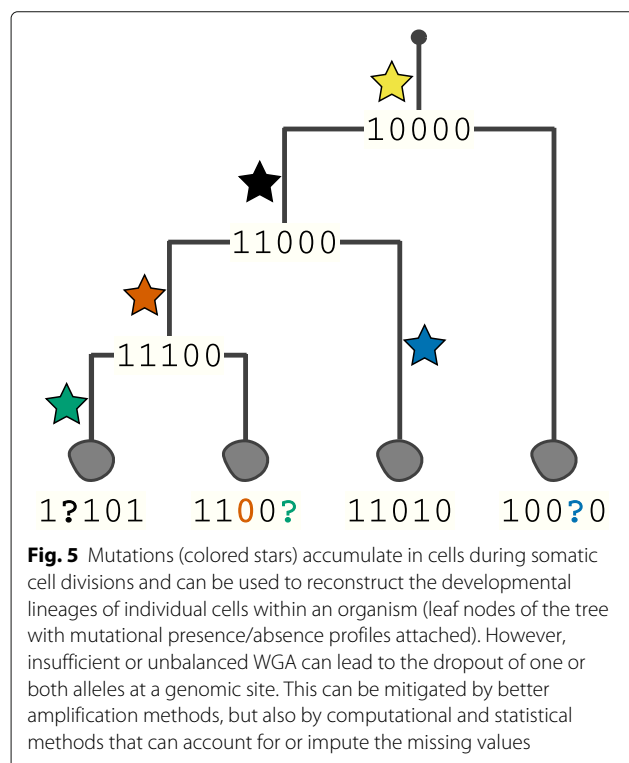 10000
11000
11100
1?101 1100? 11010 100?0
Fig. 5 Mutations (colored stars) accumulate in cells during somatic
cell divisions and can be used to reconstruct the developmental
lineages of individual cells within an organism (leaf nodes of the tree
with mutational presence/absence profiles attached). However,
insufficient or unbalanced WGA can lead to the dropout of one or
both alleles at a genomic site. This can be mitigated by better
amplification methods, but also by computational and statistical
methods that can account for or impute the missing values